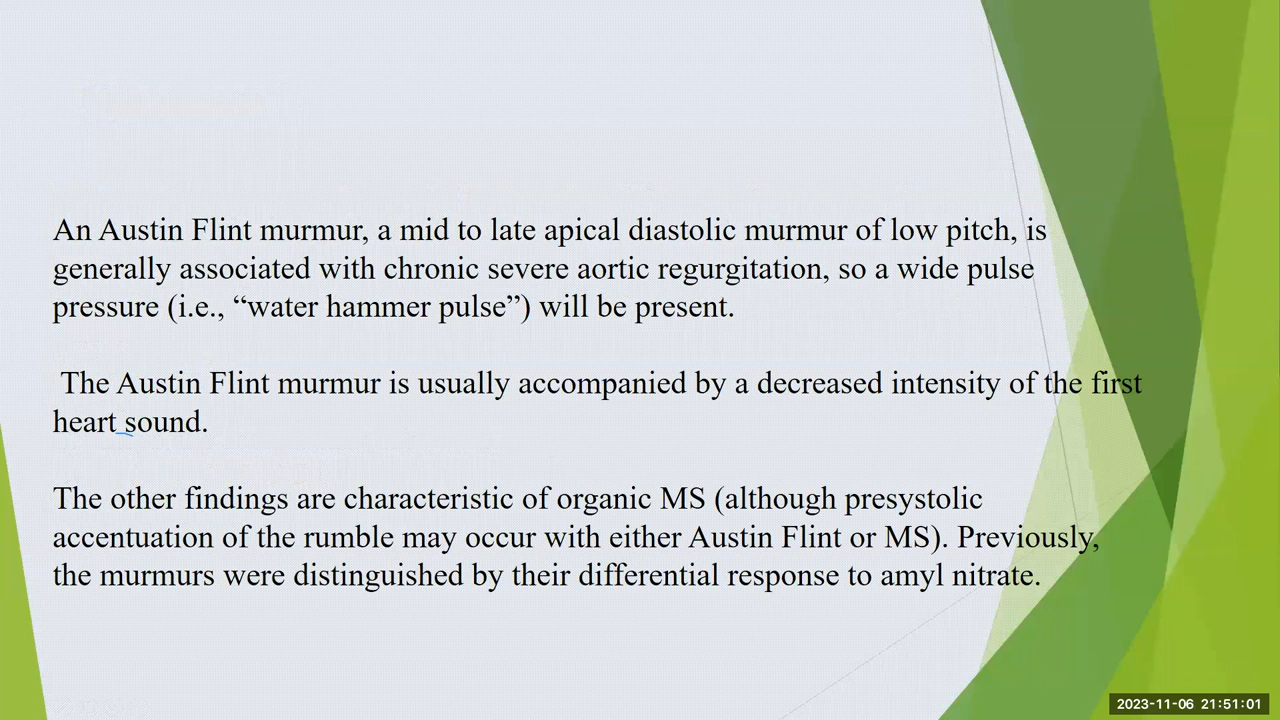 An Austin Flint murmur, a mid to late apical diastolic murmur of low pitch, is
generally associated with chronic severe aortic regurgitation, so a wide pulse
pressure (i.e., “water hammer pulse”) will be present.
The Austin Flint murmur is usually accompanied by a decreased intensity of the first
heart sound.
The other findings are characteristic of organic MS (although presystolic
accentuation of the rumble may occur with either Austin Flint or MS). Previously,
the murmurs were distinguished by their differential response to amyl nitrate.
2023-11-06 21:51:01